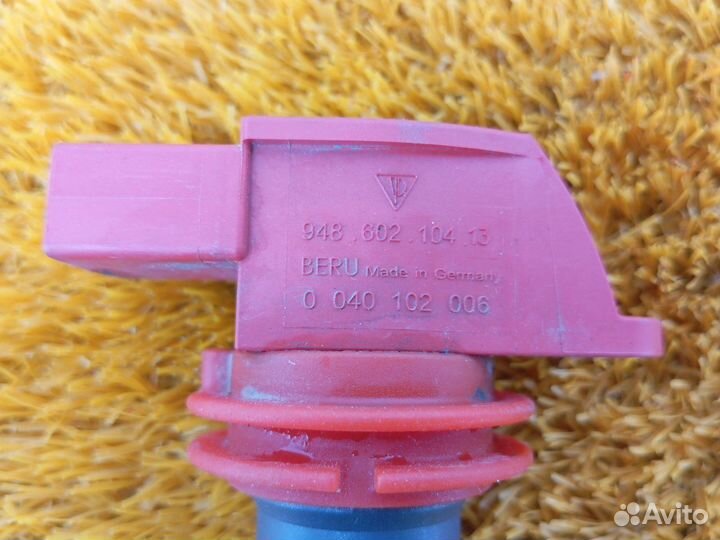 948.602.104.13
BERU Made in Germany
0 040 102 006
Avito